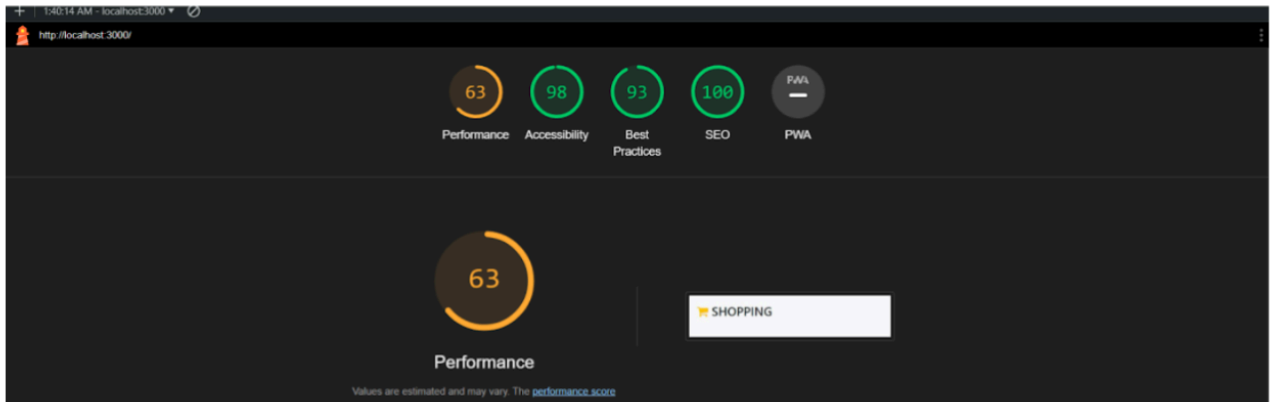 1:40:14 AM - localhost:3000
http://localhost:3000/
63 98 93 100 PWA
Performance Accessibility Best Practices SEO PWA
63
SHOPPING
Performance
Values are estimated and may vary. The performance score